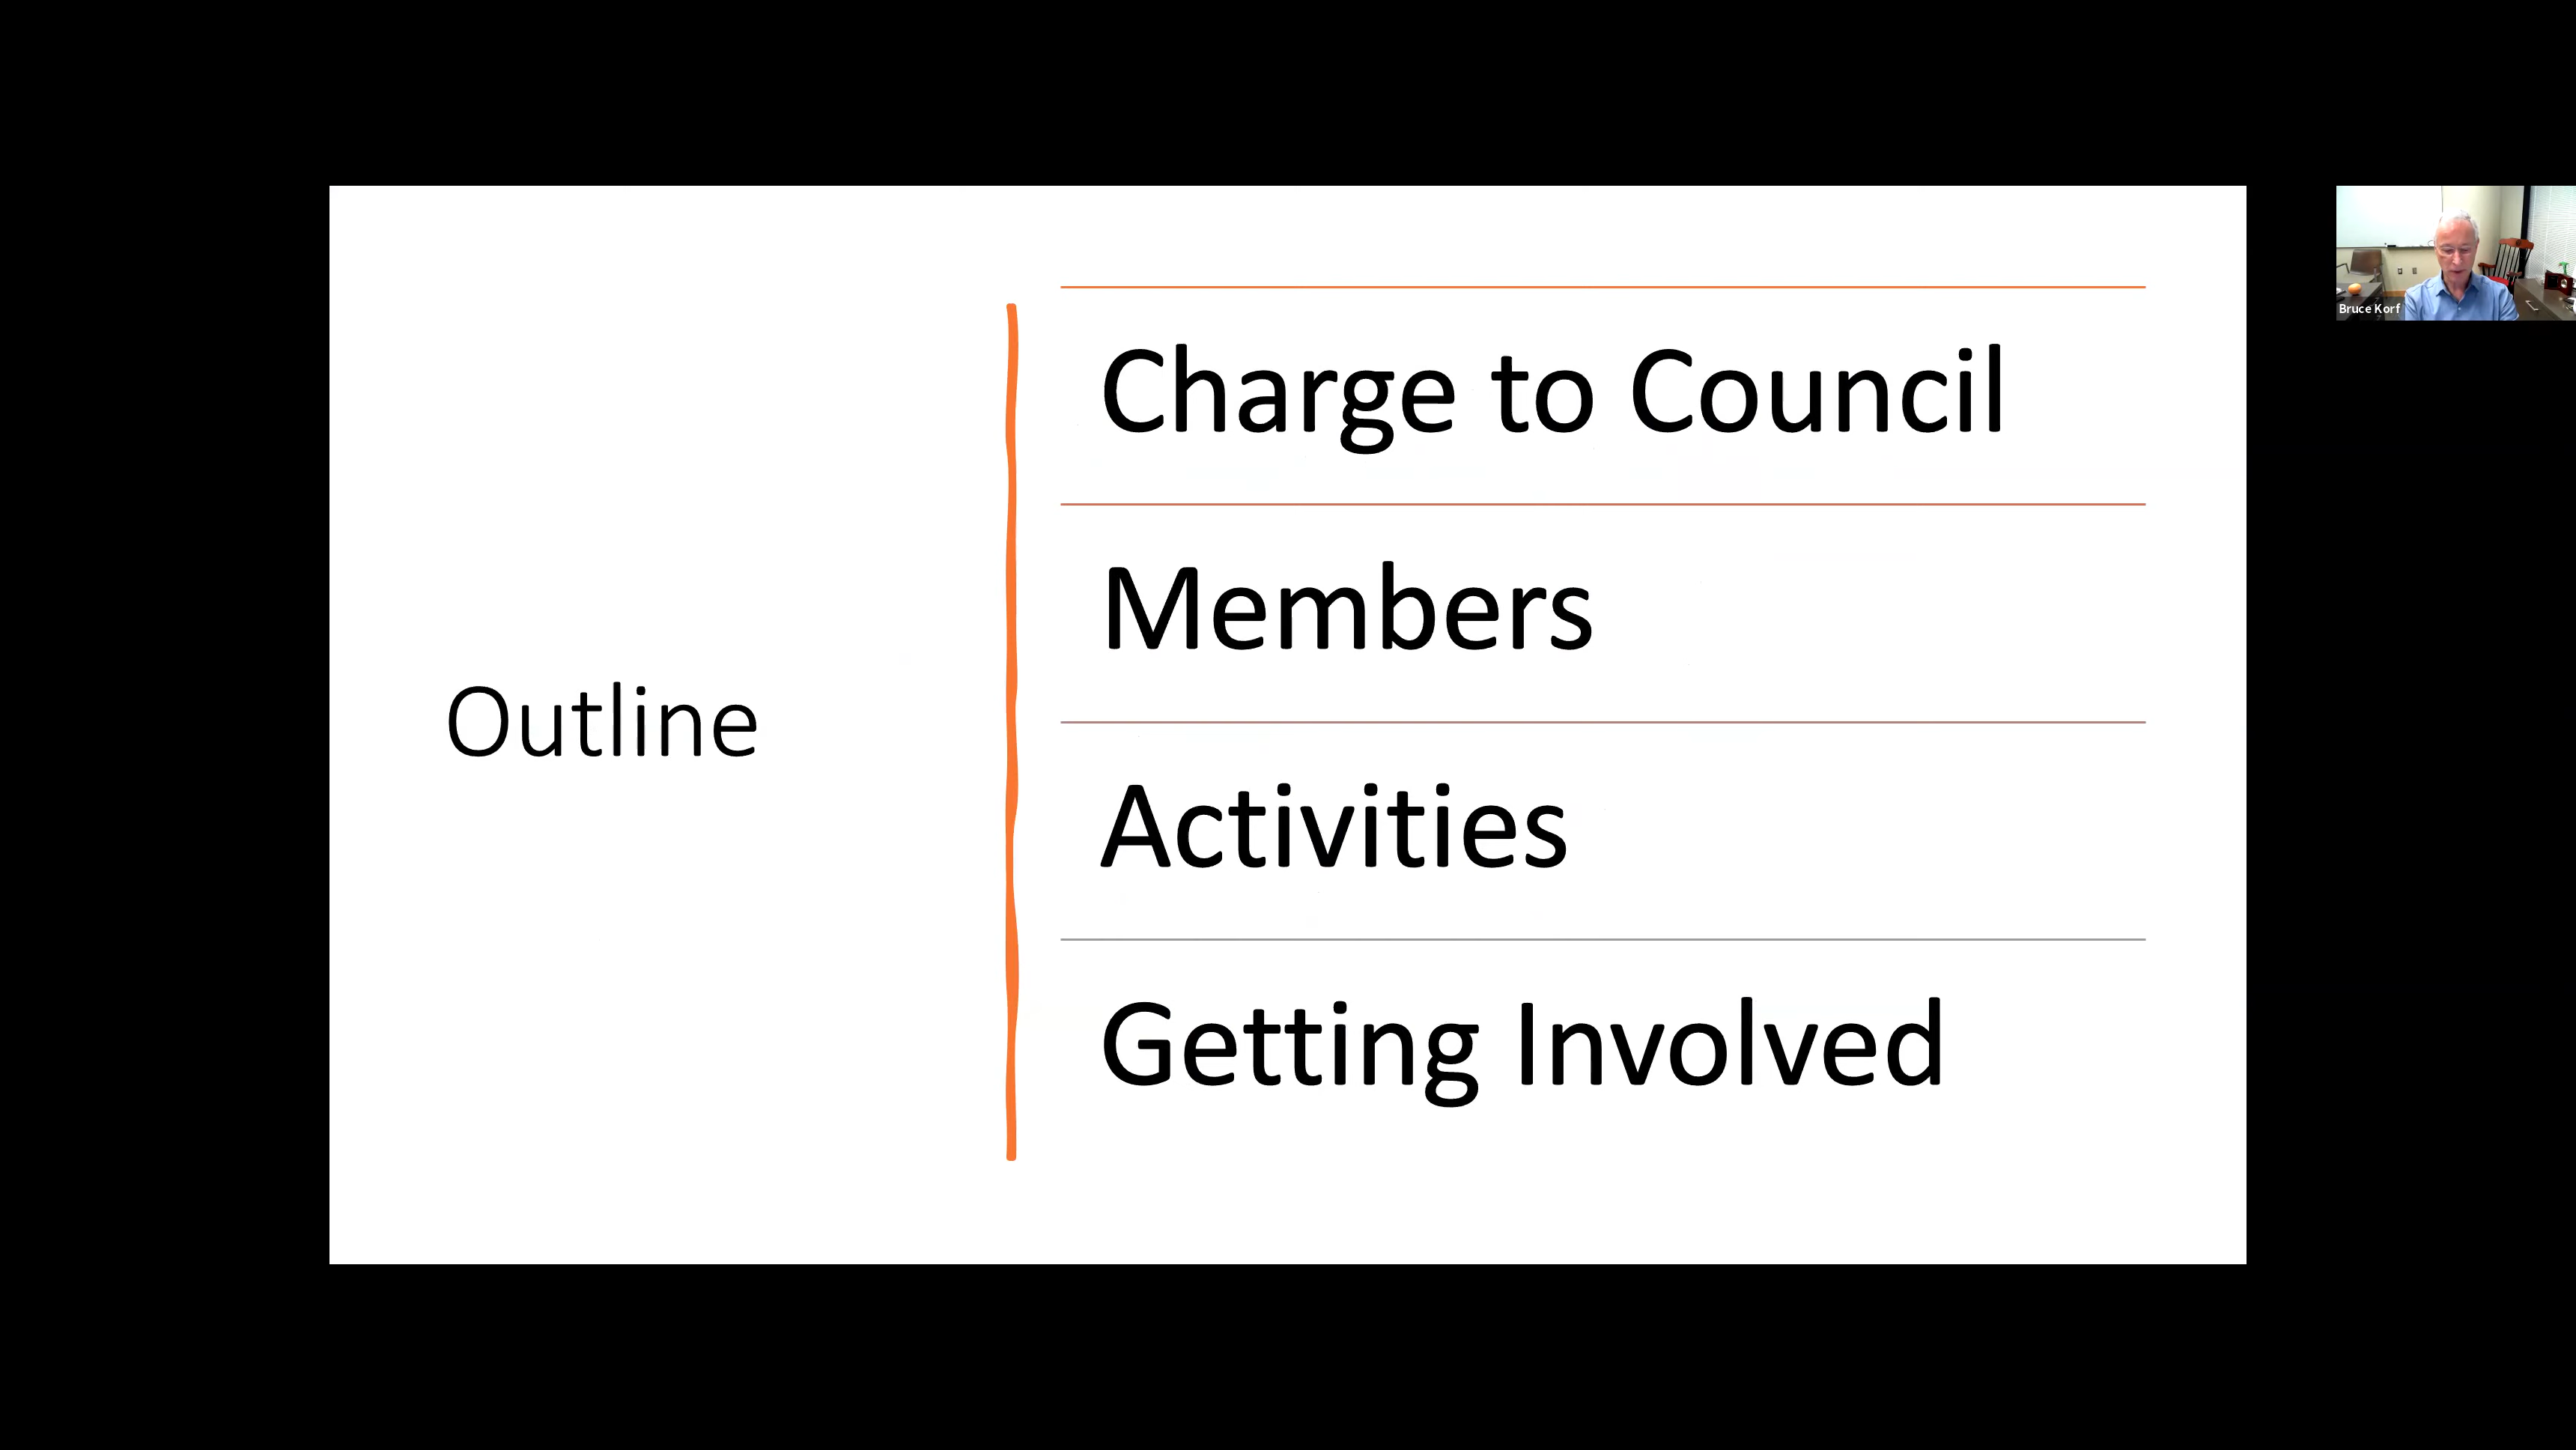 Outline
Charge to Council
Members
Activities
Getting Involved
Bruce Korf